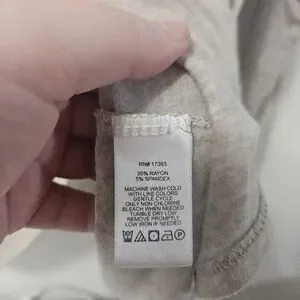 RN# 17353
95% RAYON
5% SPANDEX
MACHINE WASH COLD
WITH LIKE COLORS
GENTLE CYCLE
ONLY NON CHLORINE
BLEACH WHEN NEEDED
TUMBLE DRY LOW
REMOVE PROMPTLY
LOW IRON IF NEEDED